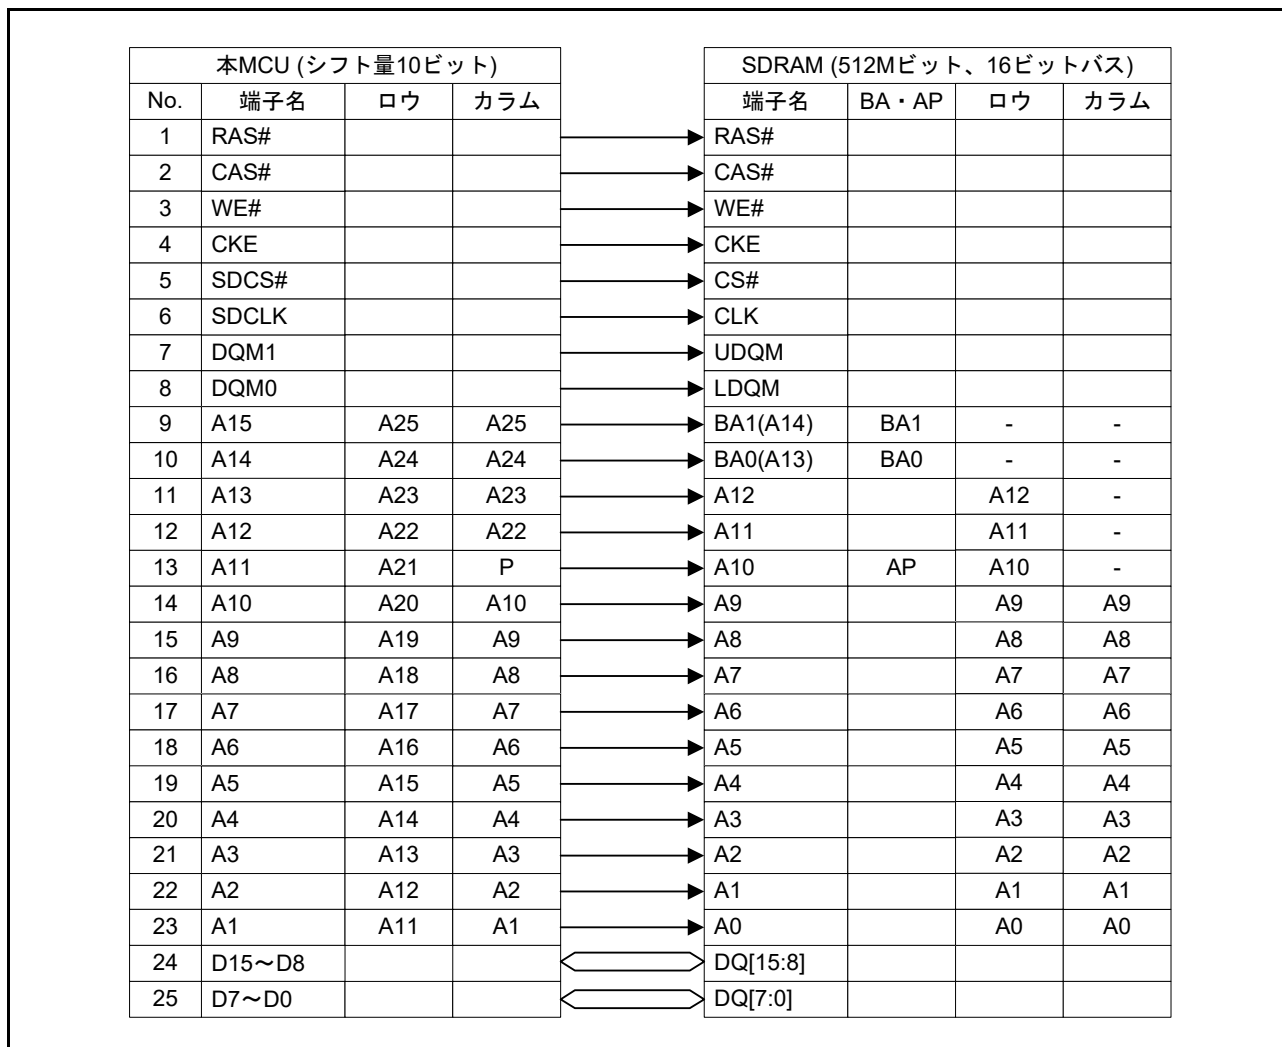 本MCU (シフト量10ビット) SDRAM (512Mビット、16ビットバス)
No. 端子名 ロウ カラム 端子名 BA・AP ロウ カラム
1 RAS# RAS#
2 CAS# CAS#
3 WE# WE#
4 CKE CKE
5 SDCS# CS#
6 SDCLK CLK
7 DQM1 UDQM
8 DQM0 LDQM
9 A15 A25 A25 BA1(A14) BA1 - -
10 A14 A24 A24 BA0(A13) BA0 - -
11 A13 A23 A23 A12 A12 -
12 A12 A22 A22 A11 A11 -
13 A11 A21 P A10 AP A10 -
14 A10 A20 A10 A9 A9 A9
15 A9 A19 A9 A8 A8 A8
16 A8 A18 A8 A7 A7 A7
17 A7 A17 A7 A6 A6 A6
18 A6 A16 A6 A5 A5 A5
19 A5 A15 A5 A4 A4 A4
20 A4 A14 A4 A3 A3 A3
21 A3 A13 A3 A2 A2 A2
22 A2 A12 A2 A1 A1 A1
23 A1 A11 A1 A0 A0 A0
24 D15～D8 DQ[15:8]
25 D7～D0 DQ[7:0]